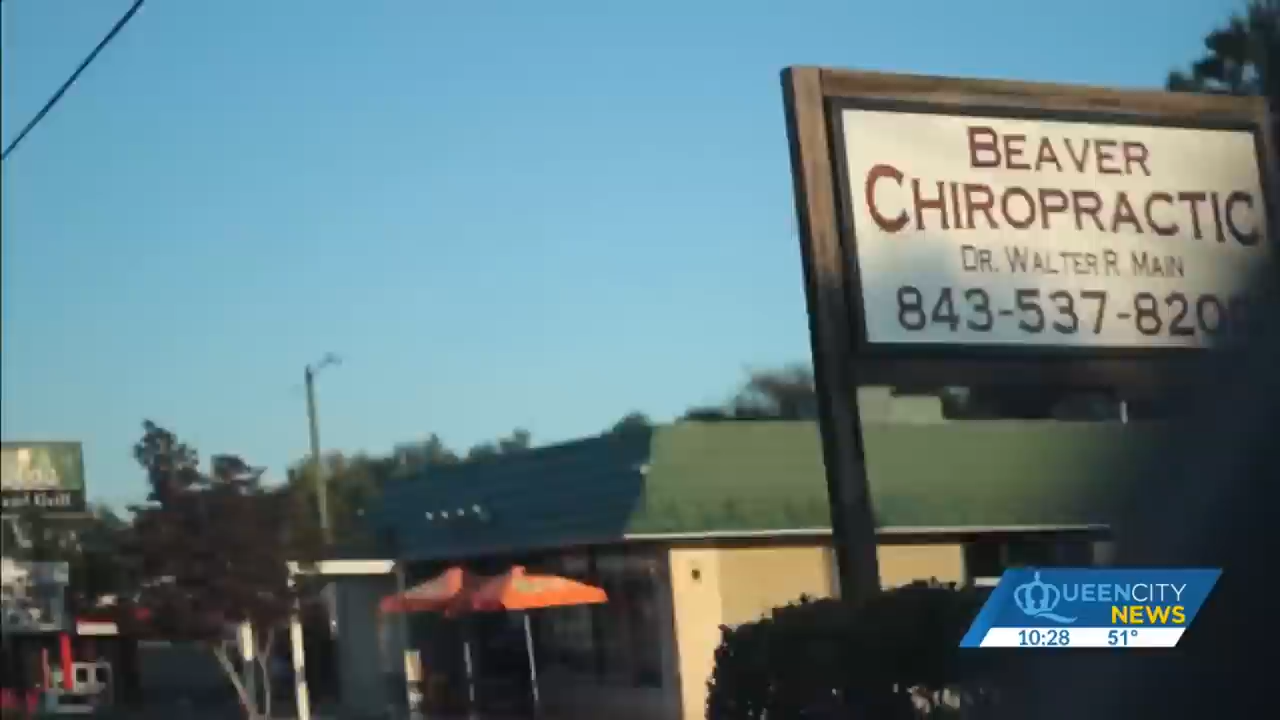 BEAVER
CHIROPRACTIC
DR. WALTER R. MAIN
843-537-820
QUEENCITY
NEWS
10:28 51°